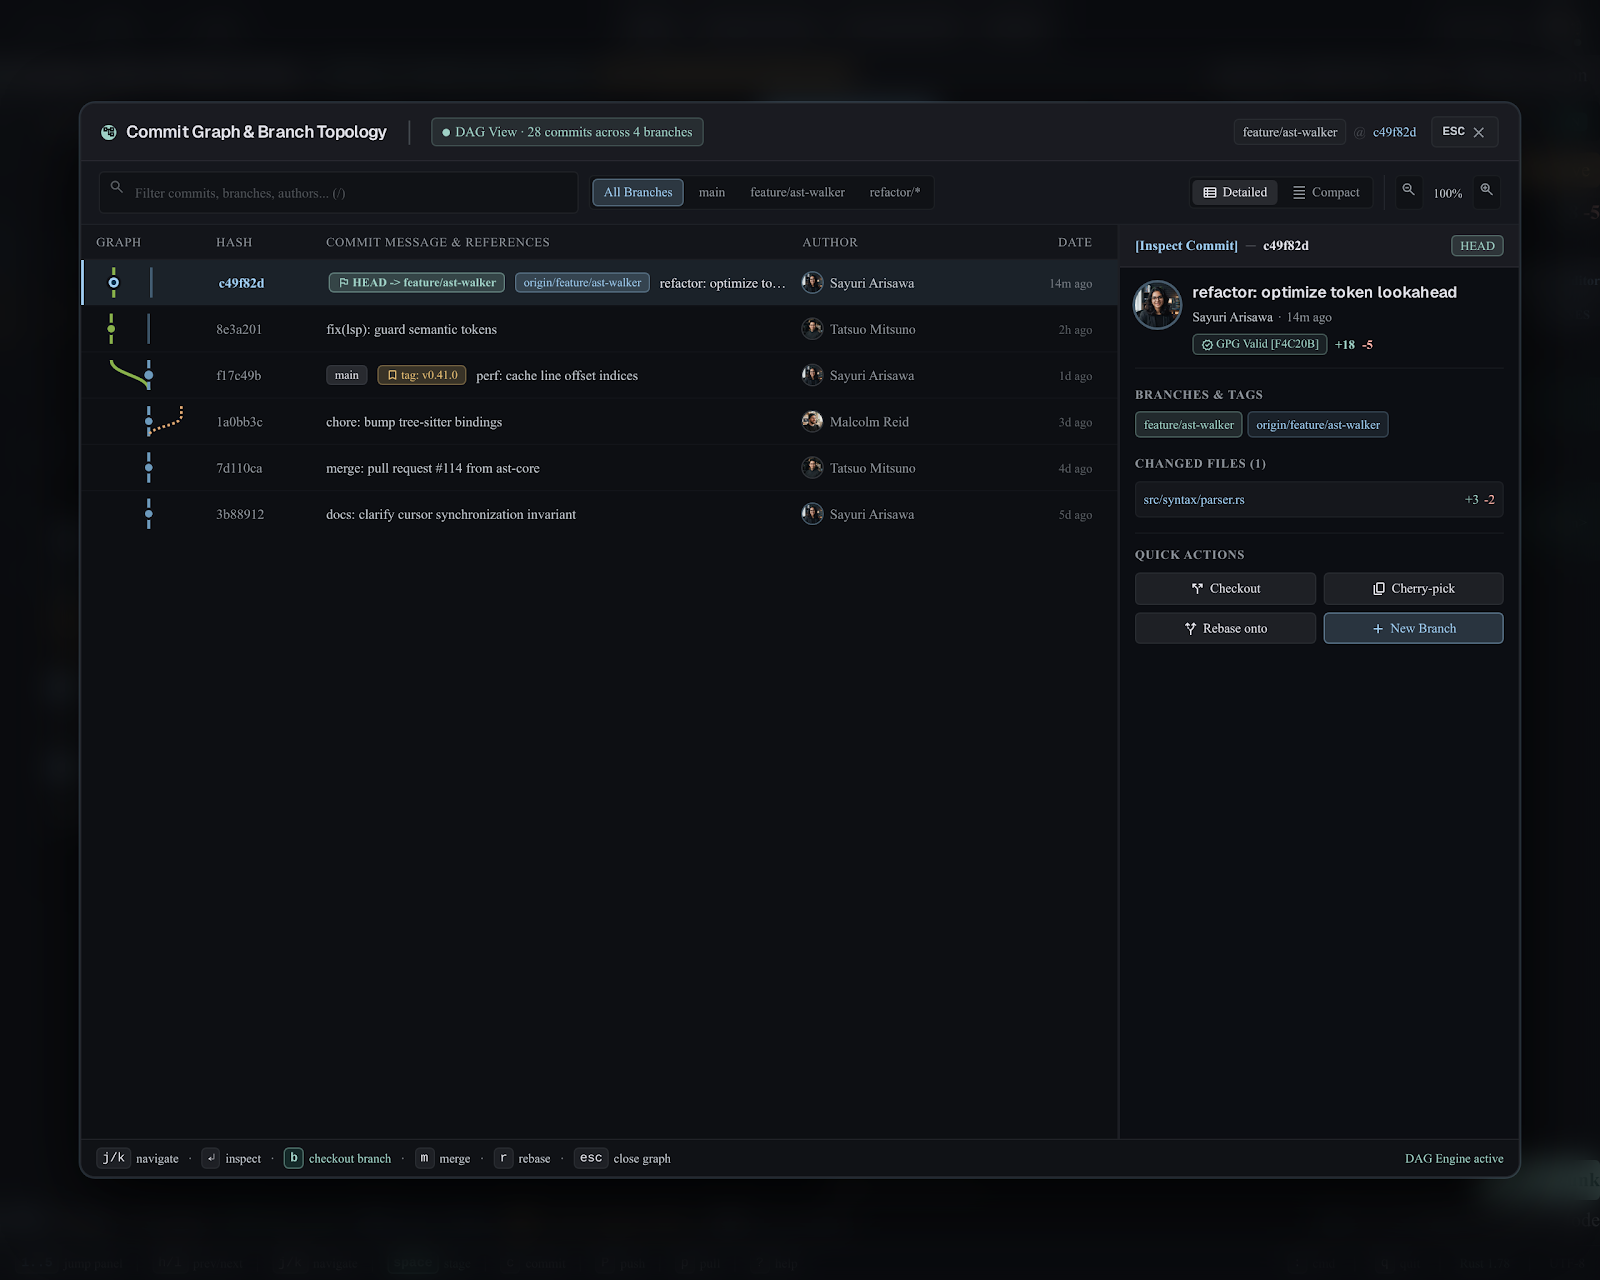 Commit Graph & Branch Topology
DAG View · 28 commits across 4 branches
feature/ast-walker @ c49f82d
ESC
Filter commits, branches, authors... (/)
All Branches main feature/ast-walker refactor/*
Detailed Compact
100%
GRAPH HASH COMMIT MESSAGE & REFERENCES AUTHOR DATE
c49f82d HEAD -> feature/ast-walker origin/feature/ast-walker refactor: optimize to... Sayuri Arisawa 14m ago
8e3a201 fix(lsp): guard semantic tokens Tatsuo Mitsuno 2h ago
f17c49b main tag: v0.41.0 perf: cache line offset indices Sayuri Arisawa 1d ago
1a0bb3c chore: bump tree-sitter bindings Malcolm Reid 3d ago
7d110ca merge: pull request #114 from ast-core Tatsuo Mitsuno 4d ago
3b88912 docs: clarify cursor synchronization invariant Sayuri Arisawa 5d ago
[Inspect Commit] — c49f82d HEAD
refactor: optimize token lookahead
Sayuri Arisawa · 14m ago
GPG Valid [F4C20B] +18 -5
BRANCHES & TAGS
feature/ast-walker origin/feature/ast-walker
CHANGED FILES (1)
src/syntax/parser.rs +3 -2
QUICK ACTIONS
Checkout Cherry-pick
Rebase onto + New Branch
j/k navigate · ↵ inspect · b checkout branch · m merge · r rebase · esc close graph
DAG Engine active